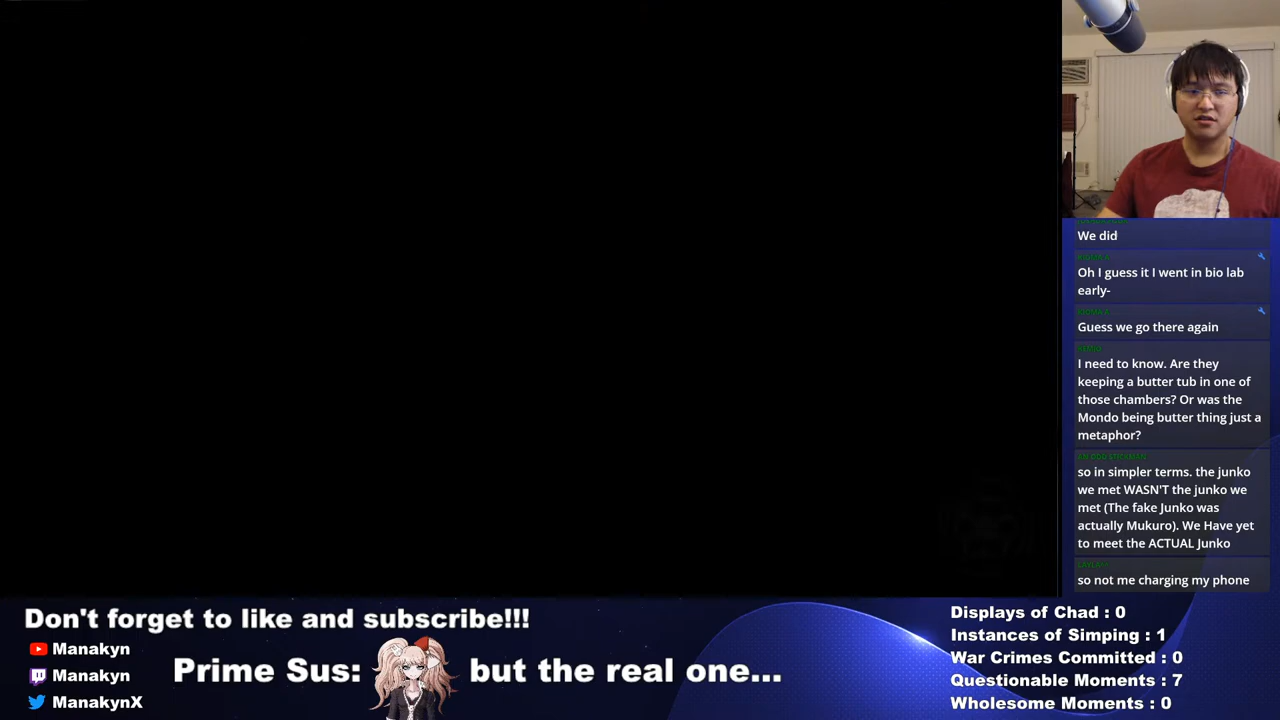 We did
Oh I guess it I went in bio lab
early-
Guess we go there again
I need to know. Are they
keeping a butter tub in one of
those chambers? Or was the
Mondo being butter thing just a
metaphor?
so in simpler terms. the junko
we met WASN'T the junko we
met (The fake Junko was
actually Mukuro). We Have yet
to meet the ACTUAL Junko
so not me charging my phone
Don't forget to like and subscribe!!!
Manakyn
Manakyn
ManakynX
Prime Sus: but the real one...
Displays of Chad : 0
Instances of Simping : 1
War Crimes Committed : 0
Questionable Moments : 7
Wholesome Moments : 0